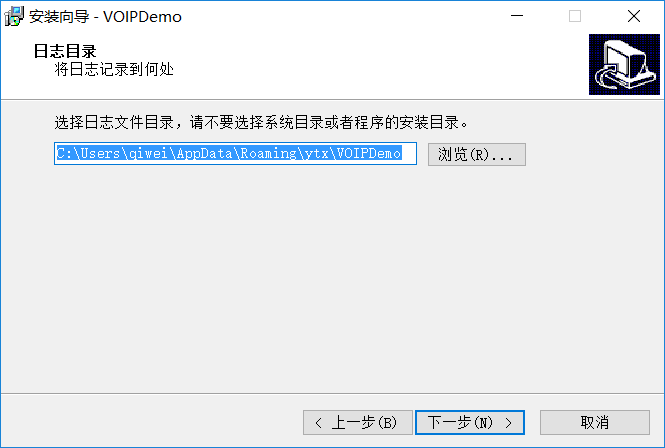 安装向导 - VOIPDemo
日志目录
将日志记录到何处
选择日志文件目录，请不要选择系统目录或者程序的安装目录。
C:\Users\qiwei\AppData\Roaming\ytx\VOIPDemo
浏览(R)...
< 上一步(B)
下一步(N) >
取消